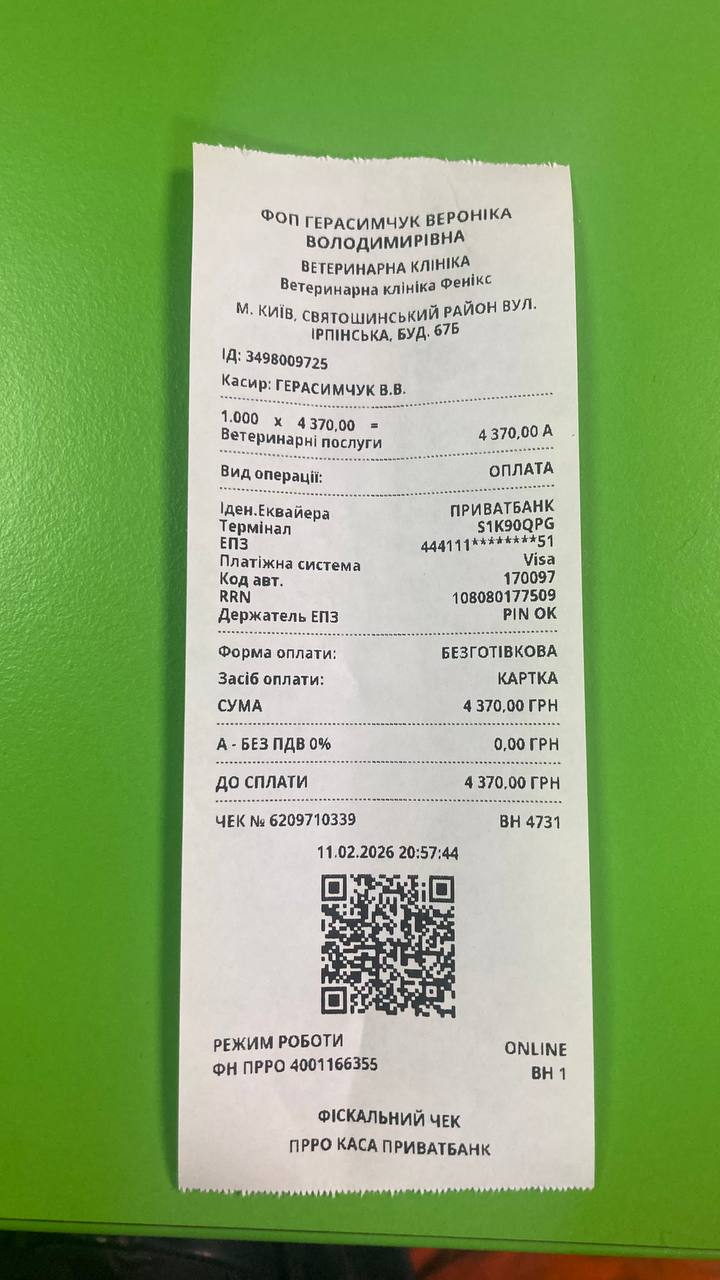 ФОП ГЕРАСИМЧУК ВЕРОНІКА
ВОЛОДИМИРІВНА
ВЕТЕРИНАРНА КЛІНІКА
Ветеринарна клініка Фенікс
М. КИЇВ, СВЯТОШИНСЬКИЙ РАЙОН ВУЛ.
ІРПІНСЬКА, БУД. 67Б
ІД: 3498009725
Касир: ГЕРАСИМЧУК В.В.
1.000 x 4 370,00 =
Ветеринарні послуги 4 370,00 А
Вид операції: ОПЛАТА
Іден.Еквайера ПРИВАТБАНК
Термінал S1K90QPG
ЕПЗ 444111********51
Платіжна система Visa
Код авт. 170097
RRN 108080177509
Держатель ЕПЗ PIN OK
Форма оплати: БЕЗГОТІВКОВА
Засіб оплати: КАРТКА
СУМА 4 370,00 ГРН
А - БЕЗ ПДВ 0% 0,00 ГРН
ДО СПЛАТИ 4 370,00 ГРН
ЧЕК № 6209710339 ВН 4731
11.02.2026 20:57:44
РЕЖИМ РОБОТИ ONLINE
ФН ПРРО 4001166355 ВН 1
ФІСКАЛЬНИЙ ЧЕК
ПРРО КАСА ПРИВАТБАНК